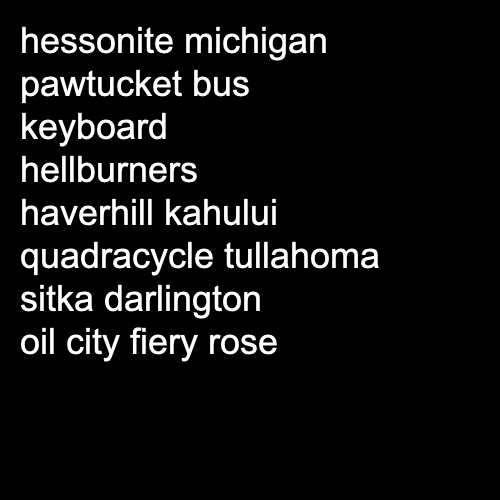 hessonite michigan
pawtucket bus
keyboard
hellburners
haverhill kahului
quadracycle tullahoma
sitka darlington
oil city fiery rose